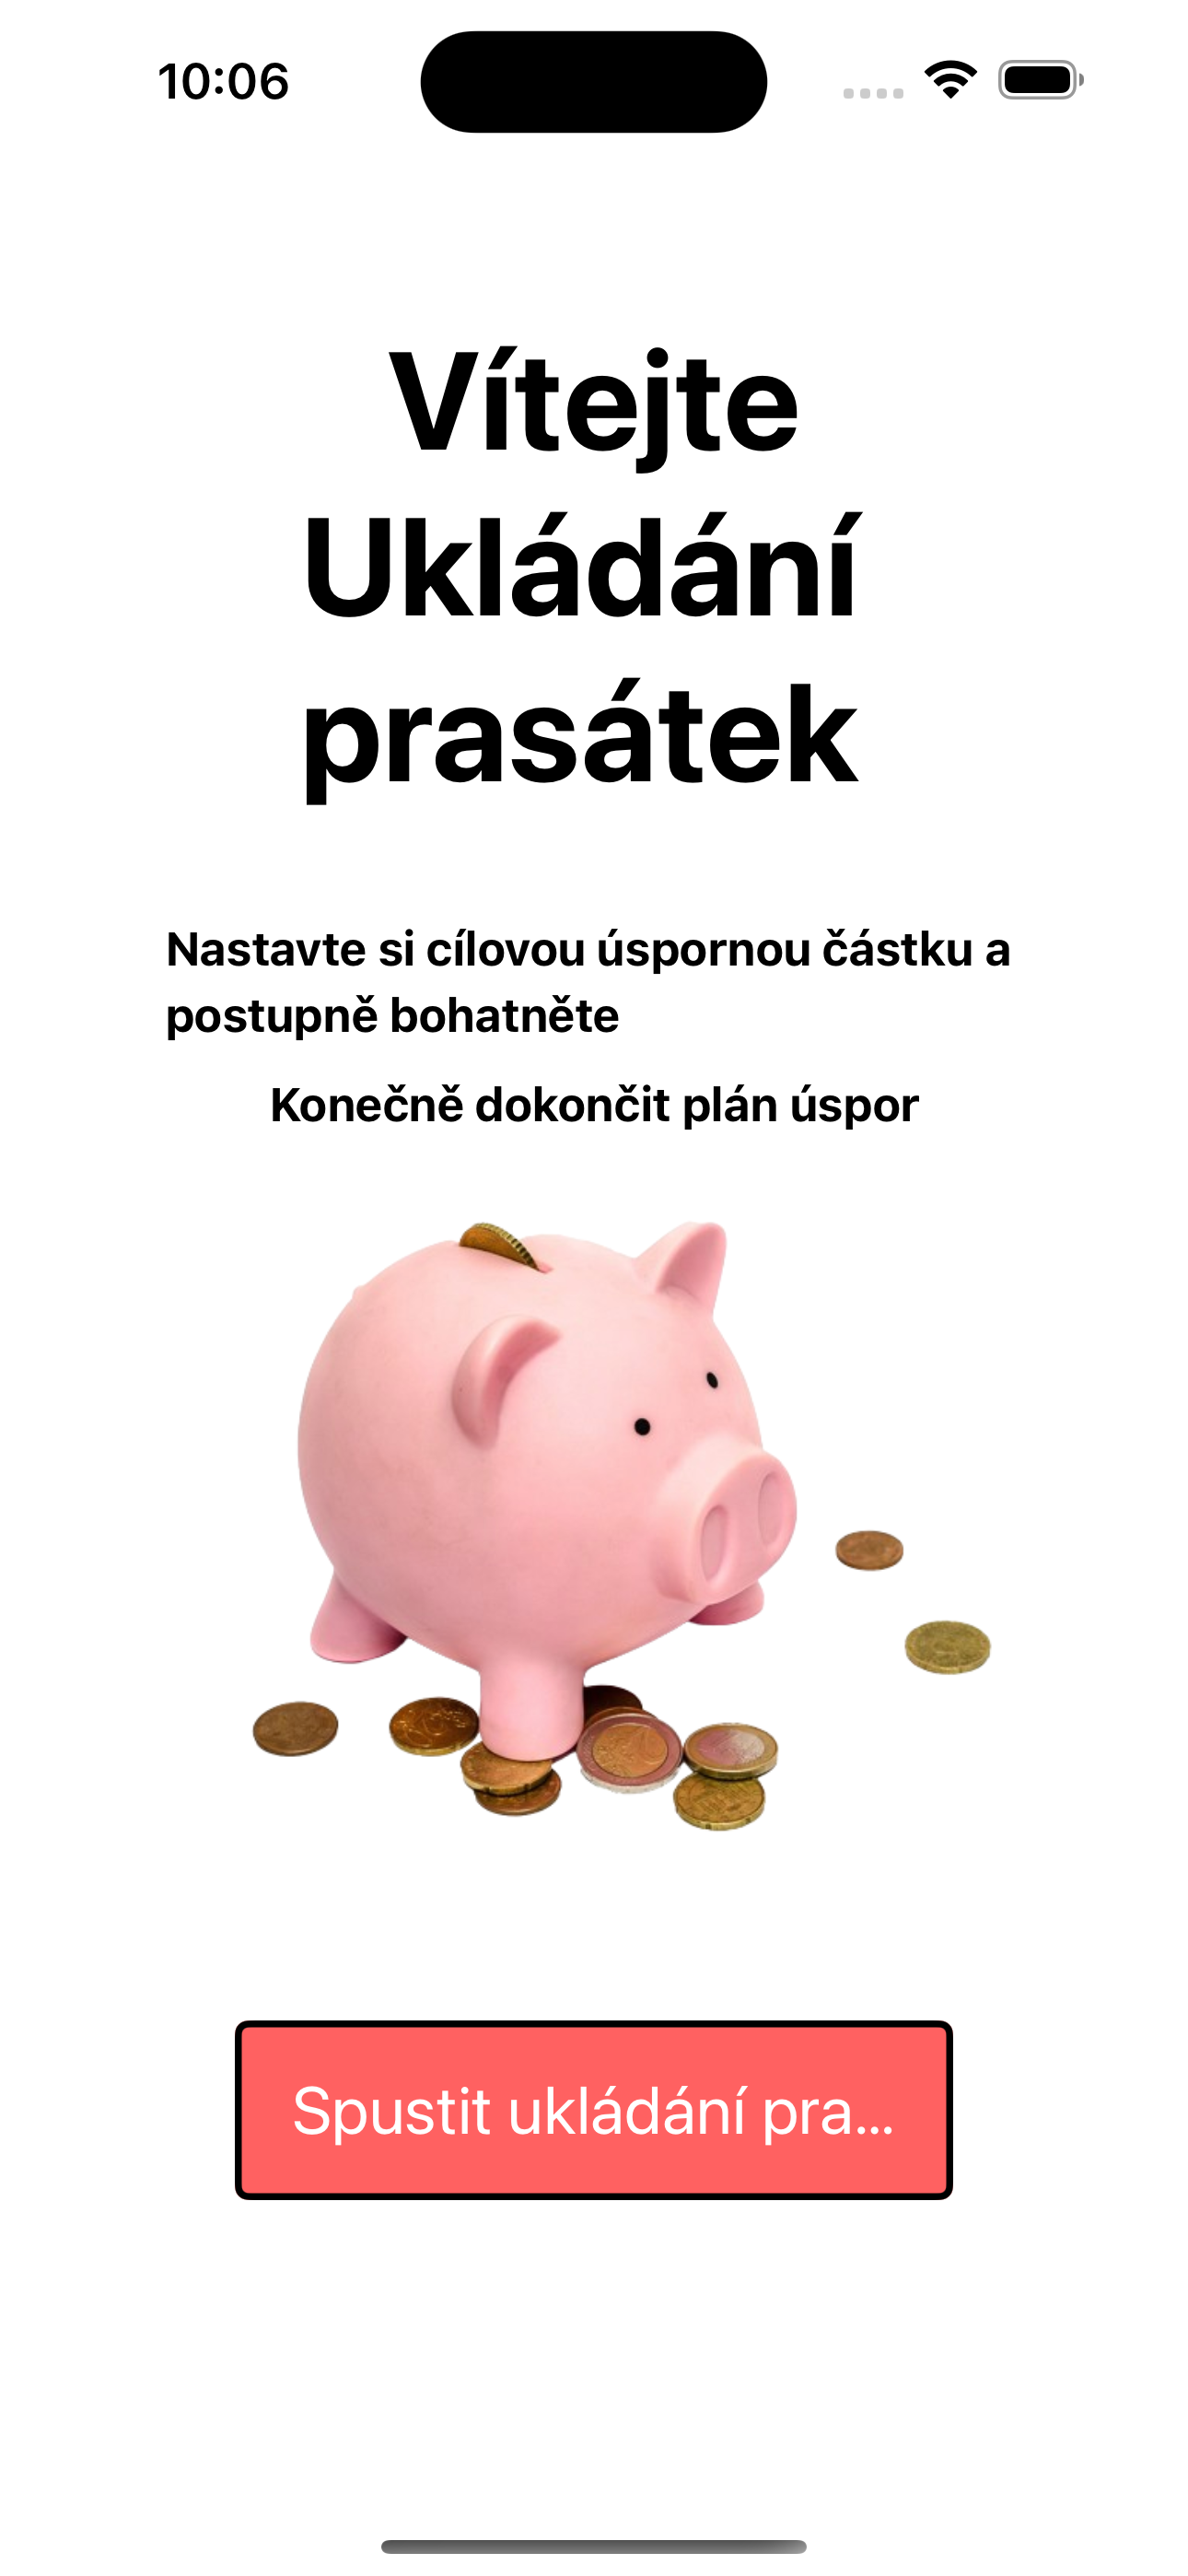 10:06
Vítejte
Ukládání
prasátek
Nastavte si cílovou úspornou částku a
postupně bohatněte
Konečně dokončit plán úspor
Spustit ukládání pra...